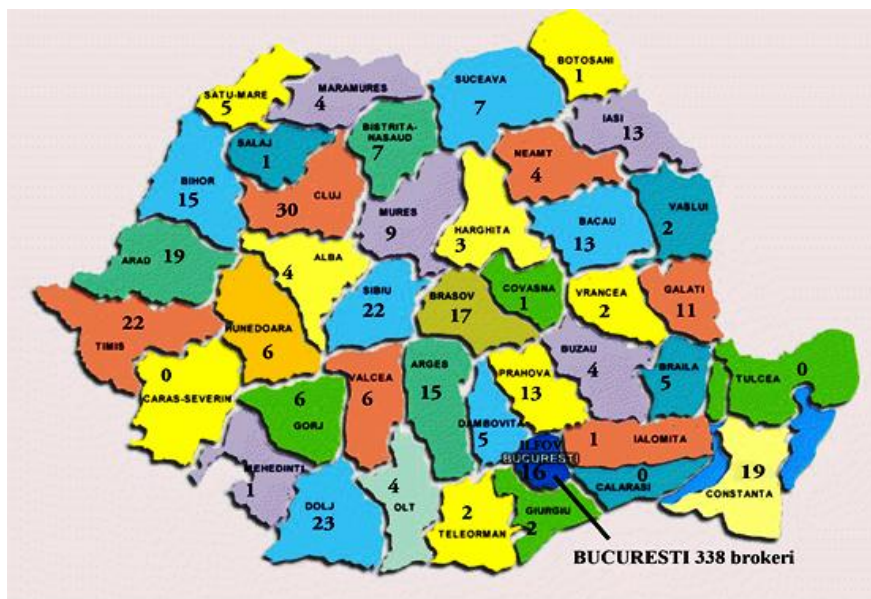 BOTOSANI
1
SATU-MARE
5
MARAMURES
4
SUCEAVA
7
IASI
13
SALAJ
1
BISTRITA-
NASAUD
7
NEAMT
4
BIHOR
15
CLUJ
30
MURES
9
HARGHITA
3
BACAU
13
VASLUI
2
ARAD
19
ALBA
4
SIBIU
22
BRASOV
17
COVASNA
1
VRANCEA
2
GALATI
11
22
TIMIS
HUNEDOARA
6
0
CARAS-SEVERIN
VALCEA
6
ARGES
15
PRAHOVA
13
BUZAU
4
BRAILA
5
TULCEA
0
6
GORJ
DAMBOVITA
5
ILFOV
BUCURESTI
16
1
IALOMITA
0
CALARASI
19
CONSTANTA
MEHEDINTI
1
DOLJ
23
4
OLT
2
TELEORMAN
GIURGIU
2
BUCURESTI 338 brokeri